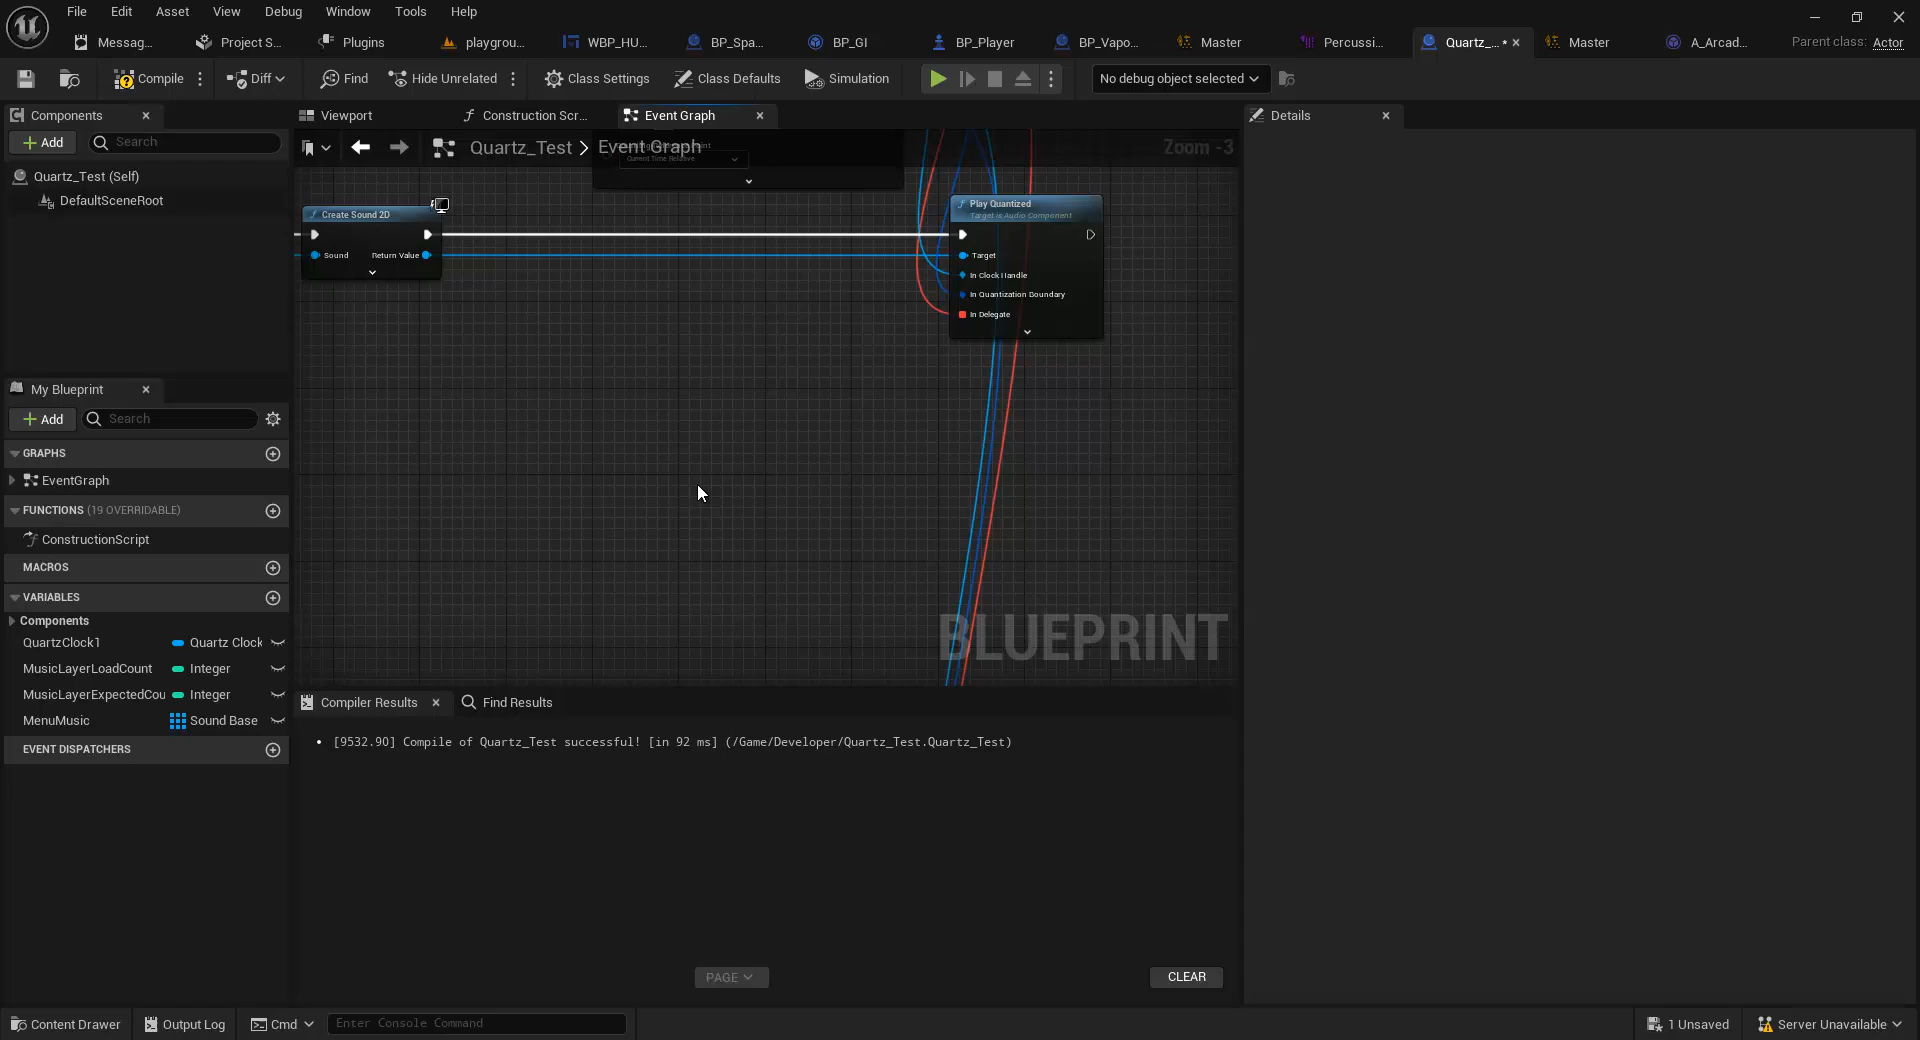 File Edit Asset View Debug Window Tools Help
Messag... Project S... Plugins playgrou... WBP_HU... BP_Spa... BP_GI BP_Player BP_Vapo... Master Percussi... Quartz_... • Master A_Arcad... Parent class: Actor
Compile Diff Find Hide Unrelated Class Settings Class Defaults Simulation No debug object selected
Components Viewport Construction Scr... Event Graph Details
Add Search Quartz_Test > Event Graph Zoom -3
Current Time Relative
Quartz_Test (Self)
DefaultSceneRoot
Create Sound 2D
Sound Return Value
Play Quantized
Target is Audio Component
Target
In Clock Handle
In Quantization Boundary
In Delegate
My Blueprint
Add Search
GRAPHS
EventGraph
FUNCTIONS (19 OVERRIDABLE)
ConstructionScript
MACROS
VARIABLES
Components
QuartzClock1 Quartz Clock
MusicLayerLoadCount Integer
MusicLayerExpectedCou Integer
MenuMusic Sound Base
EVENT DISPATCHERS
BLUEPRINT
Compiler Results Find Results
[9532.90] Compile of Quartz_Test successful! [in 92 ms] (/Game/Developer/Quartz_Test.Quartz_Test)
PAGE CLEAR
Content Drawer Output Log Cmd Enter Console Command 1 Unsaved Server Unavailable